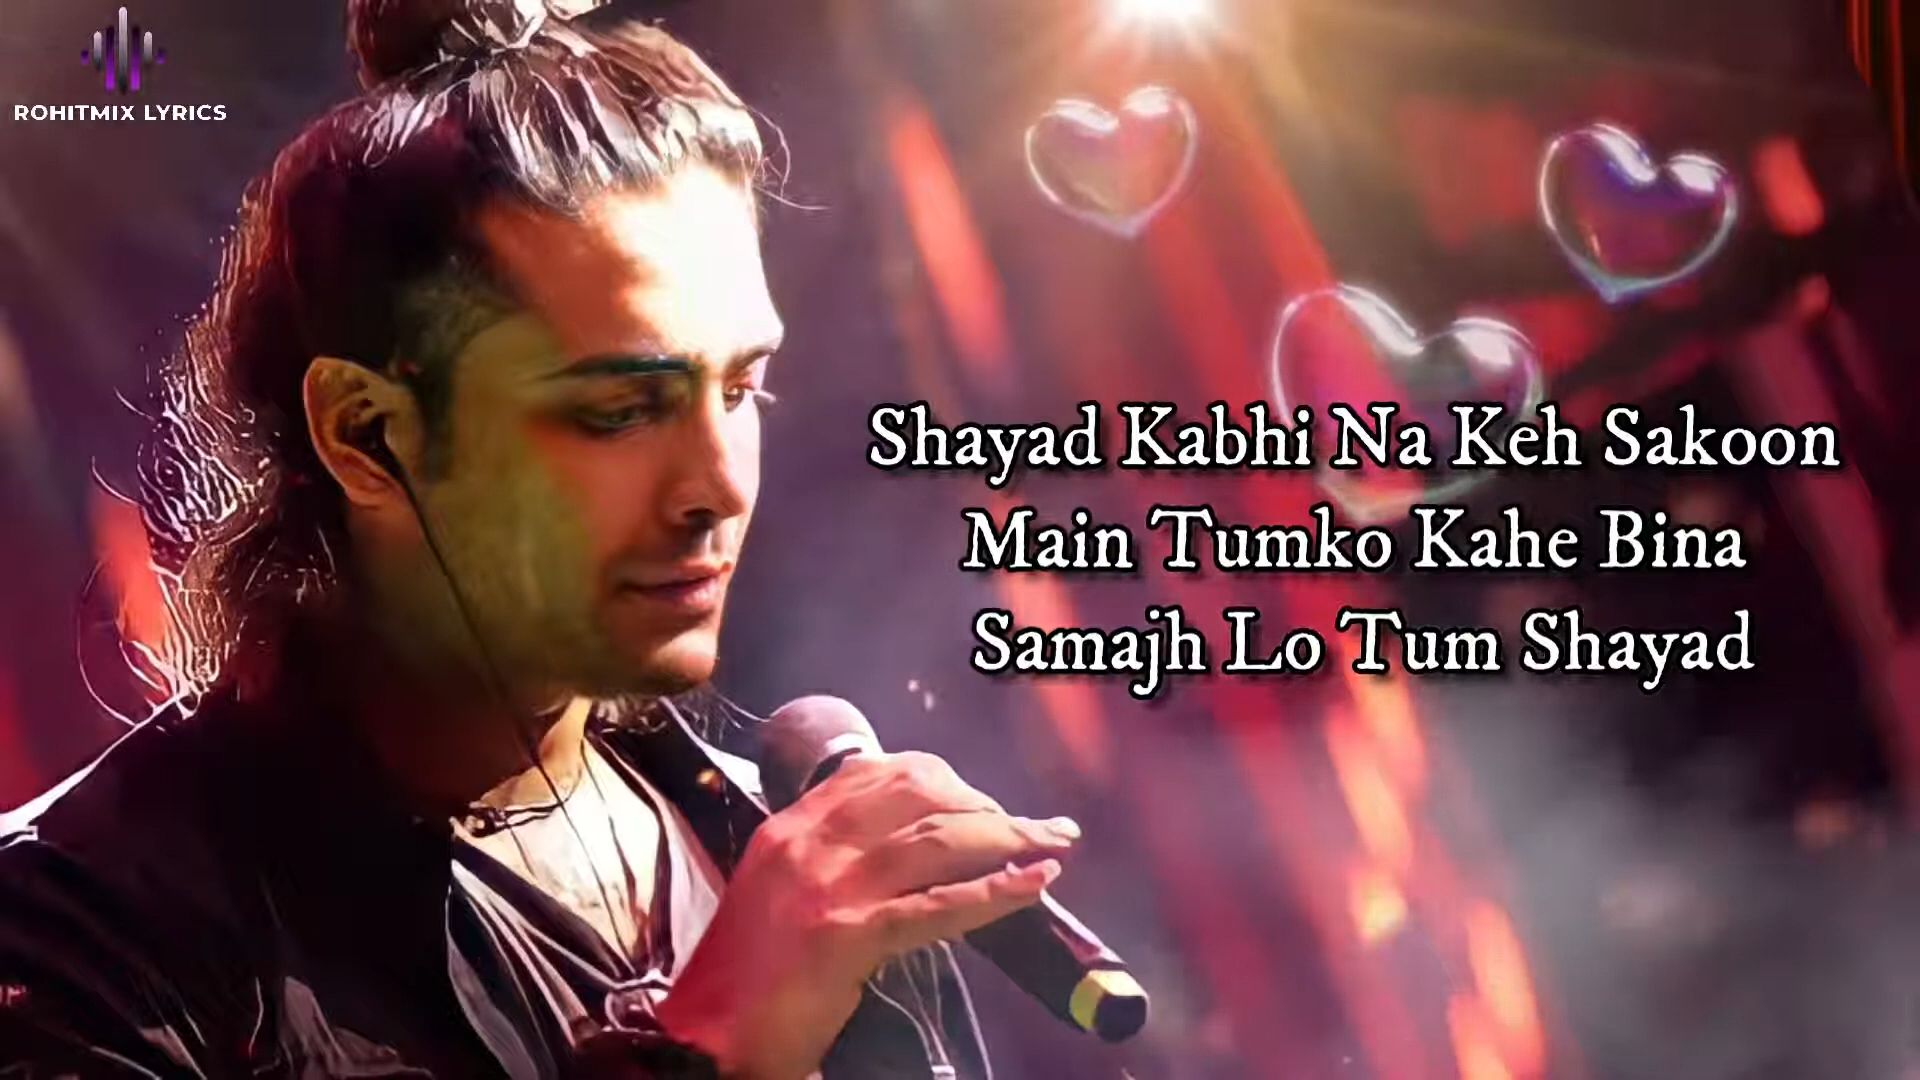 ROHITMIX LYRICS
Shayad Kabhi Na Keh Sakoon
Main Tumko Kahe Bina
Samajh Lo Tum Shayad